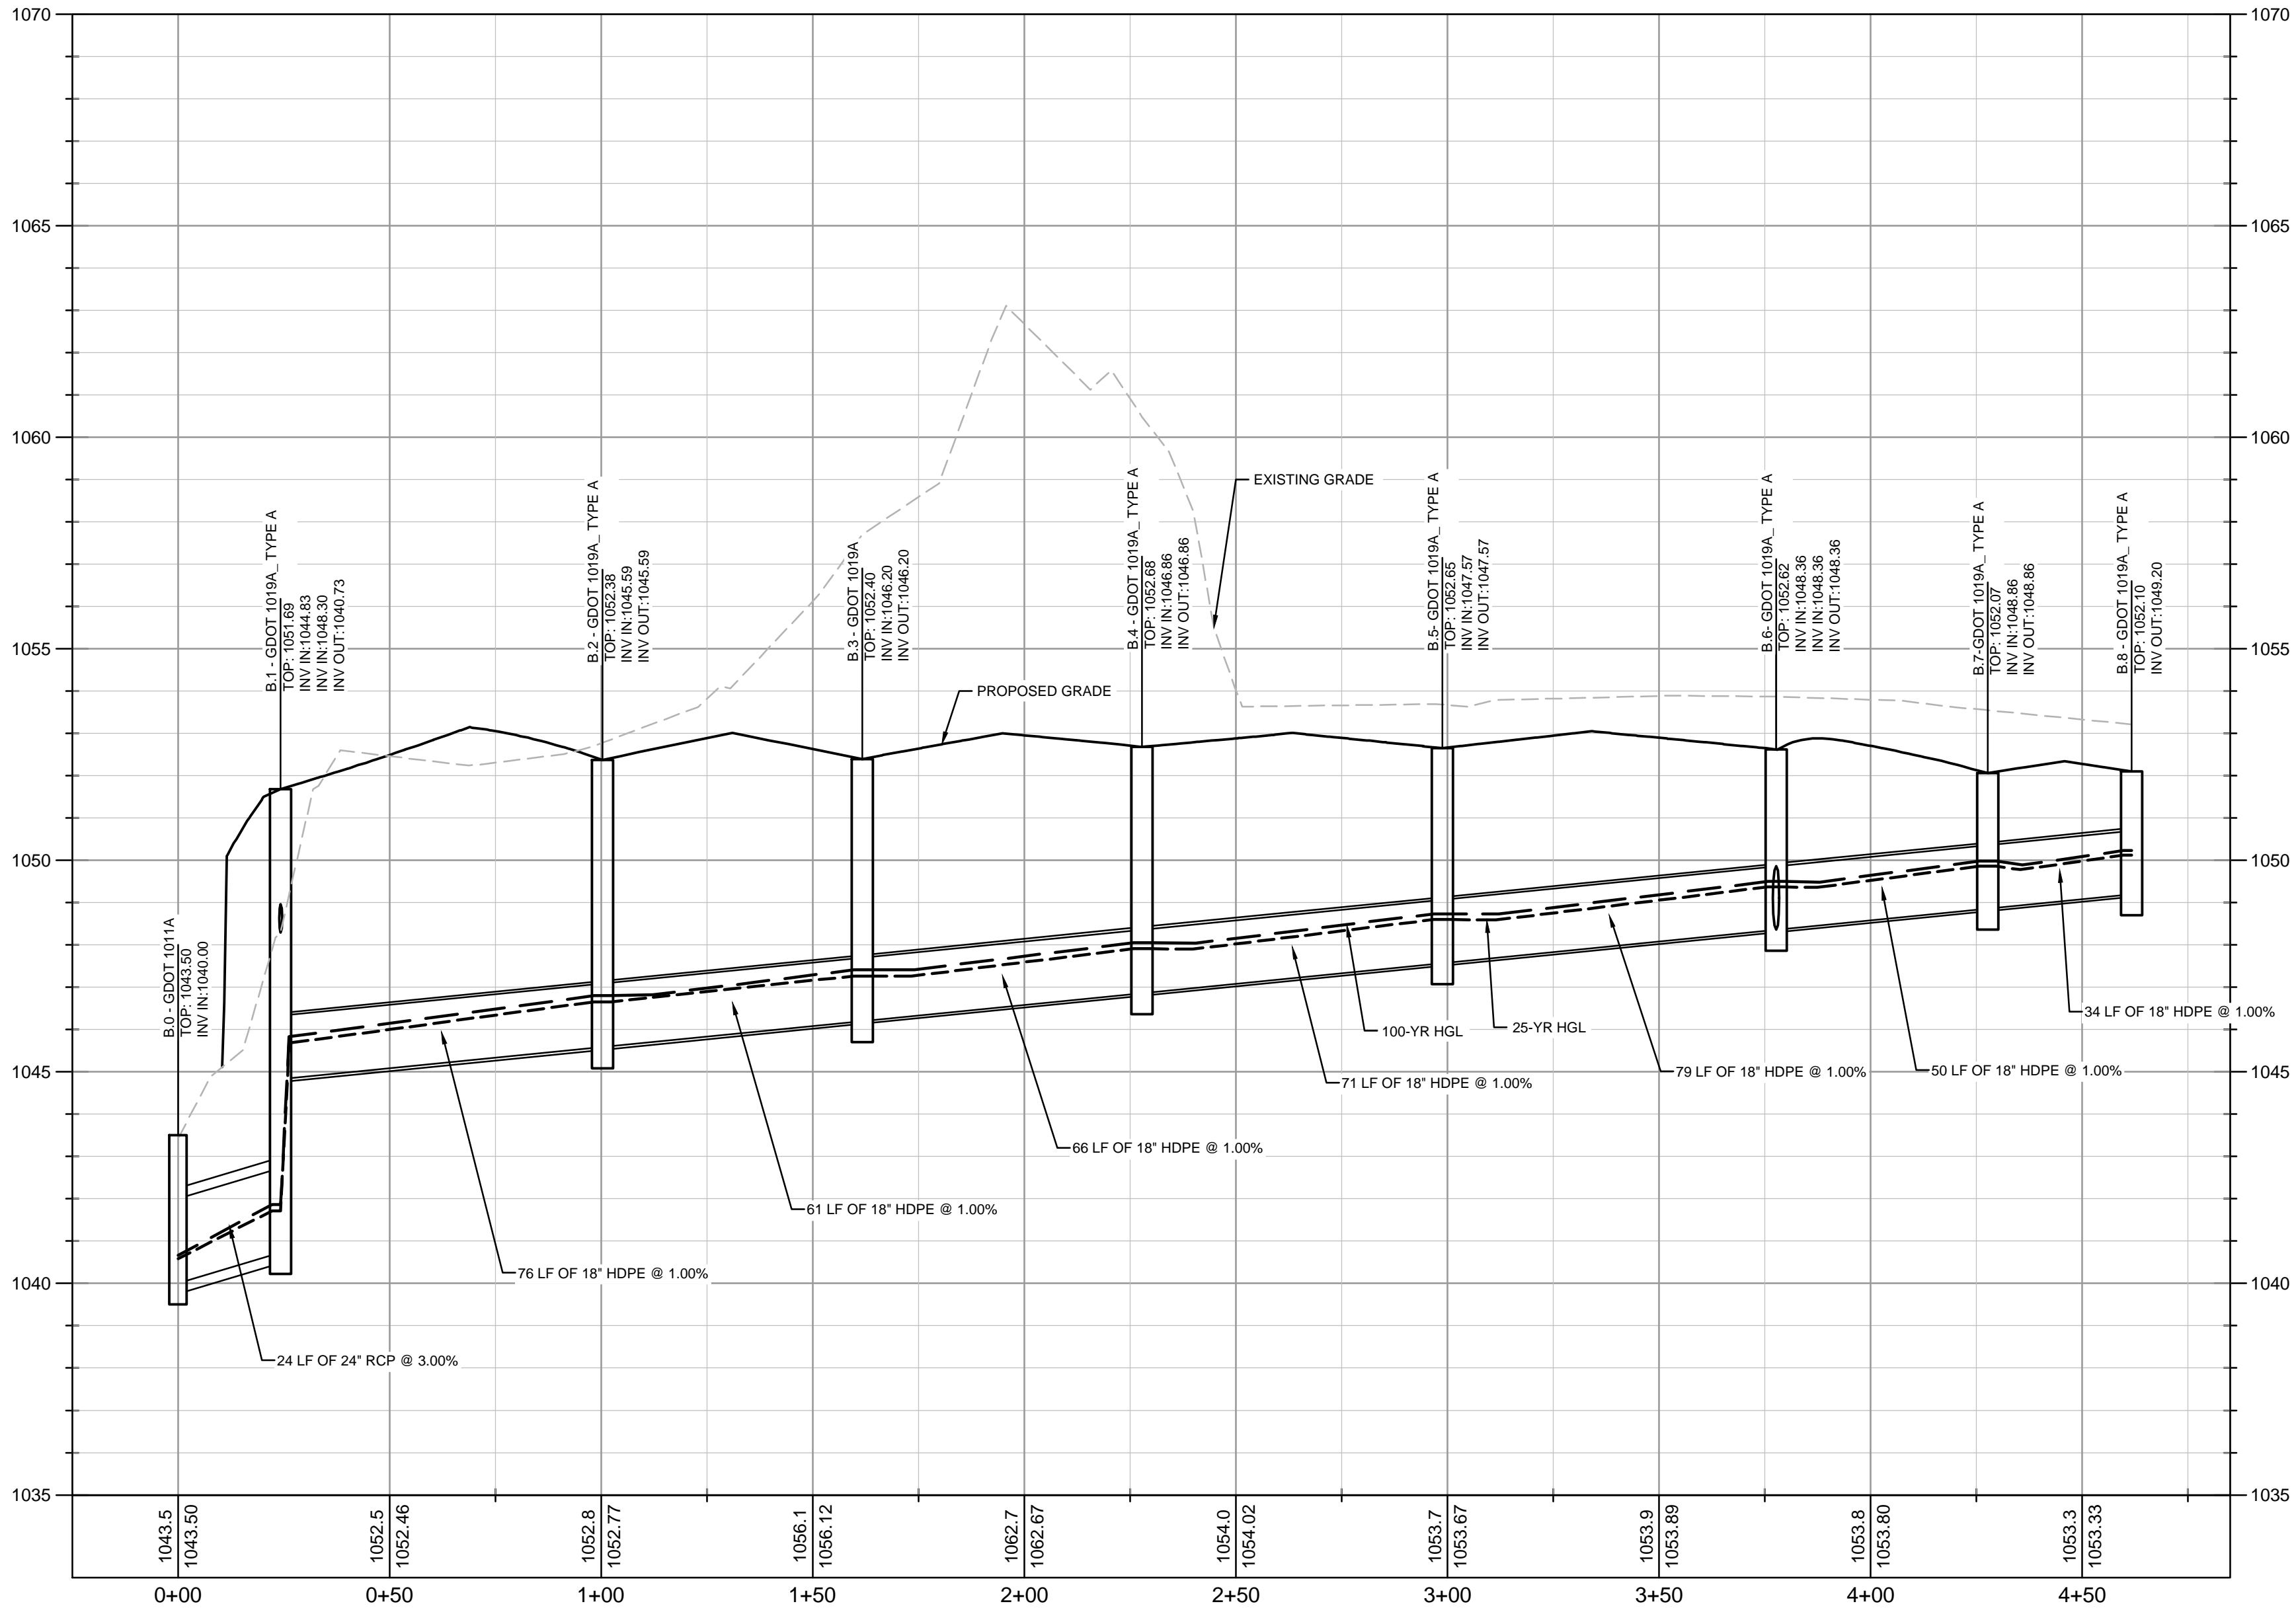 1070
1070
1065
1065
1060
1060
1055
1055
1050
1050
1045
1045
1040
1040
1035
1035
B.0 - GDOT 1011A
TOP: 1043.50
INV IN:1040.00
B.1 - GDOT 1019A_ TYPE A
TOP: 1051.69
INV IN:1044.83
INV IN:1048.30
INV OUT:1040.73
B.2 - GDOT 1019A_ TYPE A
TOP: 1052.38
INV IN:1045.59
INV OUT:1045.59
B.3 - GDOT 1019A
TOP: 1052.40
INV IN:1046.20
INV OUT:1046.20
B.4 - GDOT 1019A_ TYPE A
TOP: 1052.68
INV IN:1046.86
INV OUT:1046.86
B.5- GDOT 1019A_ TYPE A
TOP: 1052.65
INV IN:1047.57
INV OUT:1047.57
B.6- GDOT 1019A_ TYPE A
TOP: 1052.62
INV IN:1048.36
INV IN:1048.36
INV OUT:1048.36
B.7-GDOT 1019A_ TYPE A
TOP: 1052.07
INV IN:1048.86
INV OUT:1048.86
B.8 - GDOT 1019A_ TYPE A
TOP: 1052.10
INV OUT:1049.20
EXISTING GRADE
PROPOSED GRADE
100-YR HGL
25-YR HGL
24 LF OF 24" RCP @ 3.00%
76 LF OF 18" HDPE @ 1.00%
61 LF OF 18" HDPE @ 1.00%
66 LF OF 18" HDPE @ 1.00%
71 LF OF 18" HDPE @ 1.00%
79 LF OF 18" HDPE @ 1.00%
50 LF OF 18" HDPE @ 1.00%
34 LF OF 18" HDPE @ 1.00%
1043.5
1043.50
1052.5
1052.46
1052.8
1052.77
1056.1
1056.12
1062.7
1062.67
1054.0
1054.02
1053.7
1053.67
1053.9
1053.89
1053.8
1053.80
1053.3
1053.33
0+00
0+50
1+00
1+50
2+00
2+50
3+00
3+50
4+00
4+50